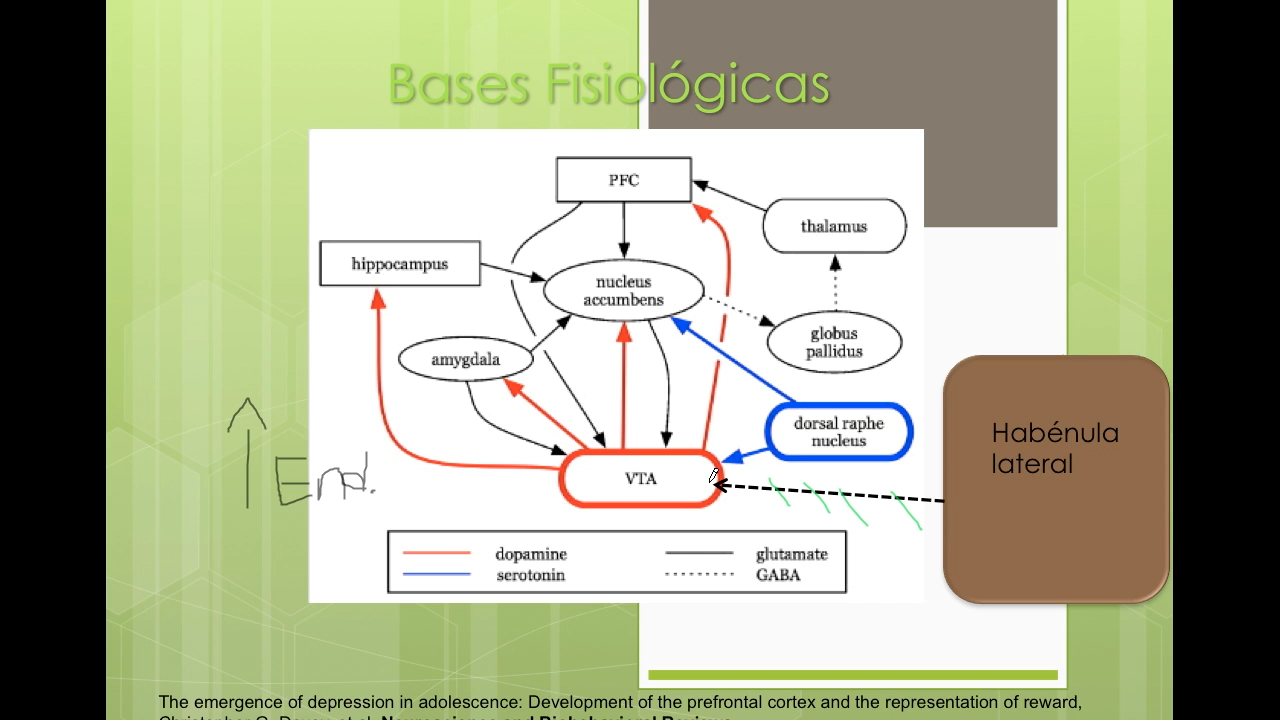 Bases Fisiológicas
PFC
thalamus
hippocampus
nucleus
accumbens
globus
pallidus
amygdala
dorsal raphe
nucleus
Habénula
lateral
End.
VTA
dopamine
glutamate
serotonin
GABA
The emergence of depression in adolescence: Development of the prefrontal cortex and the representation of reward,